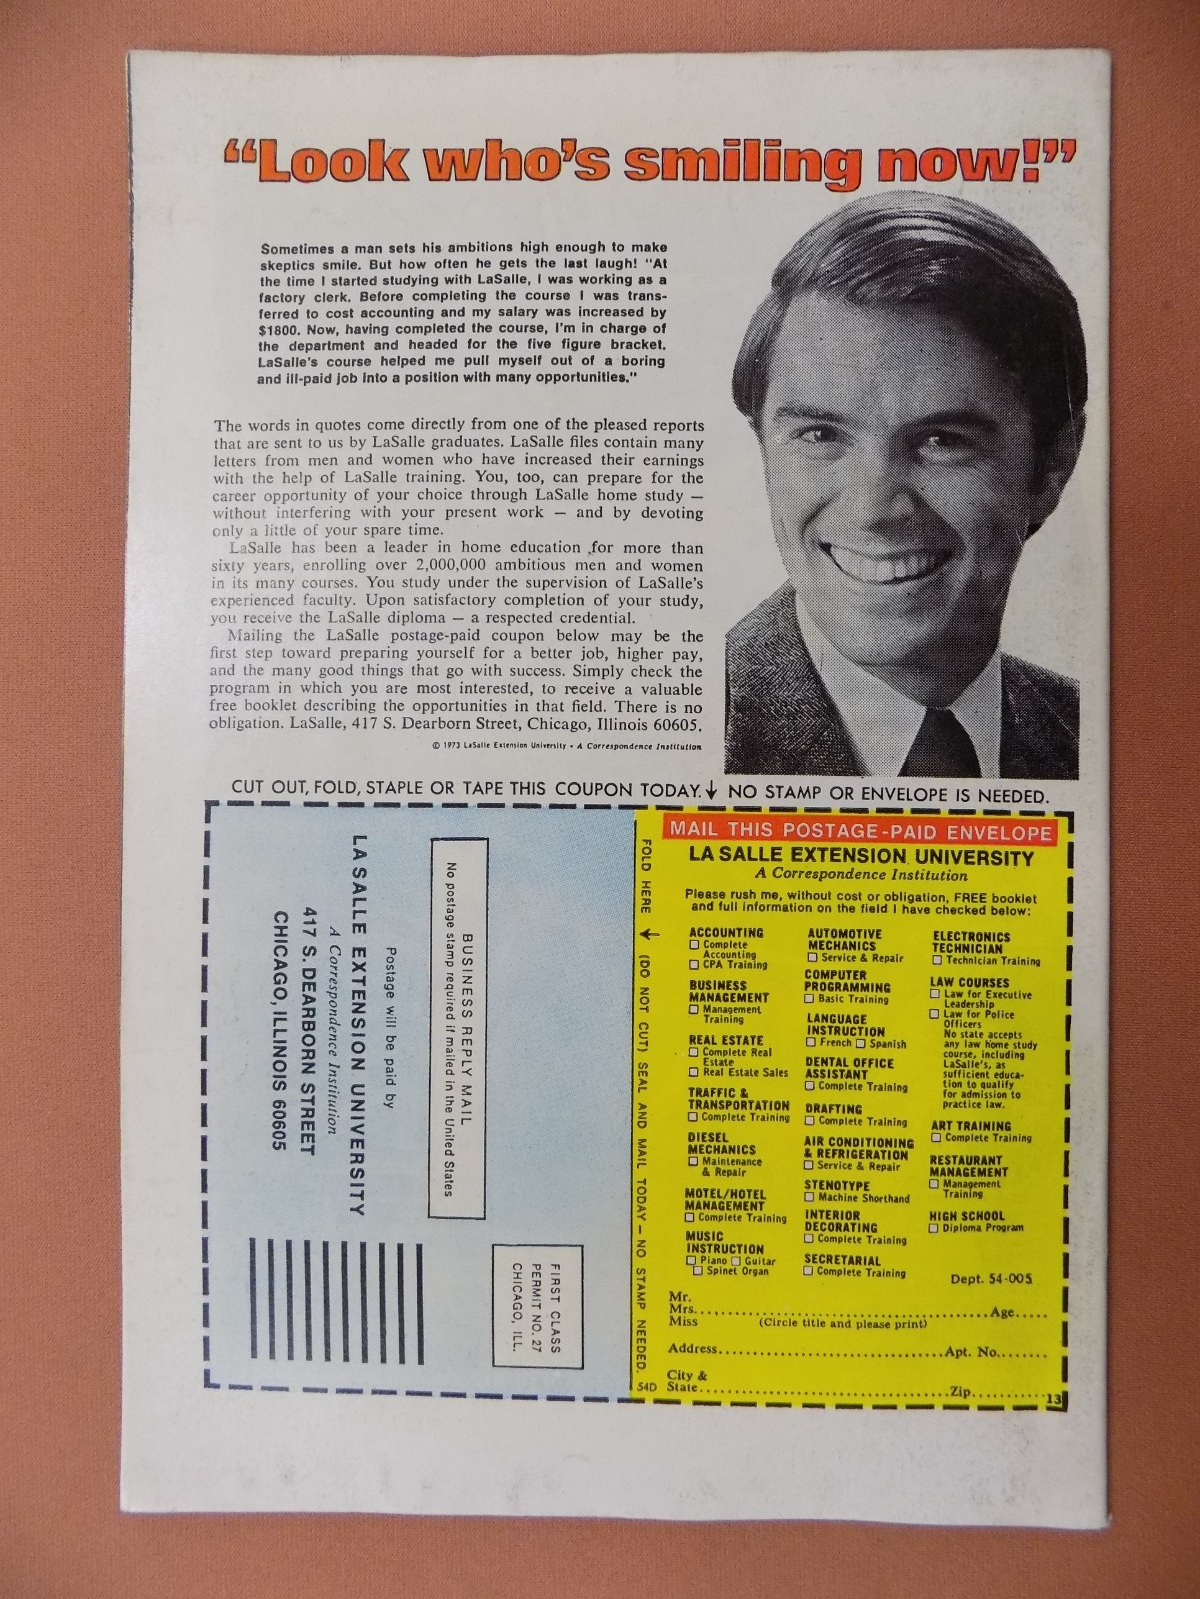 “Look who’s smiling now!”
Sometimes a man sets his ambitions high enough to make
skeptics smile. But how often he gets the last laugh! "At
the time I started studying with LaSalle, I was working as a
factory clerk. Before completing the course I was trans-
ferred to cost accounting and my salary was increased by
$1800. Now, having completed the course, I'm in charge of
the department and headed for the five figure bracket.
LaSalle's course helped me pull myself out of a boring
and ill-paid job into a position with many opportunities."
The words in quotes come directly from one of the pleased reports
that are sent to us by LaSalle graduates. LaSalle files contain many
letters from men and women who have increased their earnings
with the help of LaSalle training. You, too, can prepare for the
career opportunity of your choice through LaSalle home study —
without interfering with your present work — and by devoting
only a little of your spare time.
LaSalle has been a leader in home education for more than
sixty years, enrolling over 2,000,000 ambitious men and women
in its many courses. You study under the supervision of LaSalle's
experienced faculty. Upon satisfactory completion of your study,
you receive the LaSalle diploma — a respected credential.
Mailing the LaSalle postage-paid coupon below may be the
first step toward preparing yourself for a better job, higher pay,
and the many good things that go with success. Simply check the
program in which you are most interested, to receive a valuable
free booklet describing the opportunities in that field. There is no
obligation. LaSalle, 417 S. Dearborn Street, Chicago, Illinois 60605.
© 1973 LaSalle Extension University • A Correspondence Institution
CUT OUT, FOLD, STAPLE OR TAPE THIS COUPON TODAY. ↓ NO STAMP OR ENVELOPE IS NEEDED.
BUSINESS REPLY MAIL
No postage stamp required if mailed in the United States
Postage will be paid by
LA SALLE EXTENSION UNIVERSITY
A Correspondence Institution
417 S. DEARBORN STREET
CHICAGO, ILLINOIS 60605
FIRST CLASS
PERMIT NO. 27
CHICAGO, ILL.
FOLD HERE → (DO NOT CUT) SEAL AND MAIL TODAY — NO STAMP NEEDED.
54D
MAIL THIS POSTAGE-PAID ENVELOPE
LA SALLE EXTENSION UNIVERSITY
A Correspondence Institution
Please rush me, without cost or obligation, FREE booklet
and full information on the field I have checked below:
ACCOUNTING
☐ Complete
Accounting
☐ CPA Training
BUSINESS
MANAGEMENT
☐ Management
Training
REAL ESTATE
☐ Complete Real
Estate
☐ Real Estate Sales
TRAFFIC &
TRANSPORTATION
☐ Complete Training
DIESEL
MECHANICS
☐ Maintenance
& Repair
MOTEL/HOTEL
MANAGEMENT
☐ Complete Training
MUSIC
INSTRUCTION
☐ Piano ☐ Guitar
☐ Spinet Organ
AUTOMOTIVE
MECHANICS
☐ Service & Repair
COMPUTER
PROGRAMMING
☐ Basic Training
LANGUAGE
INSTRUCTION
☐ French ☐ Spanish
DENTAL OFFICE
ASSISTANT
☐ Complete Training
DRAFTING
☐ Complete Training
AIR CONDITIONING
& REFRIGERATION
☐ Service & Repair
STENOTYPE
☐ Machine Shorthand
INTERIOR
DECORATING
☐ Complete Training
SECRETARIAL
☐ Complete Training
ELECTRONICS
TECHNICIAN
☐ Technician Training
LAW COURSES
☐ Law for Executive
Leadership
☐ Law for Police
Officers
No state accepts
any law home study
course, including
LaSalle's, as
sufficient educa-
tion to qualify
for admission to
practice law.
ART TRAINING
☐ Complete Training
RESTAURANT
MANAGEMENT
☐ Management
Training
HIGH SCHOOL
☐ Diploma Program
Dept. 54-005
Mr.
Mrs. Age
Miss (Circle title and please print)
Address Apt. No.
City &
State Zip 13